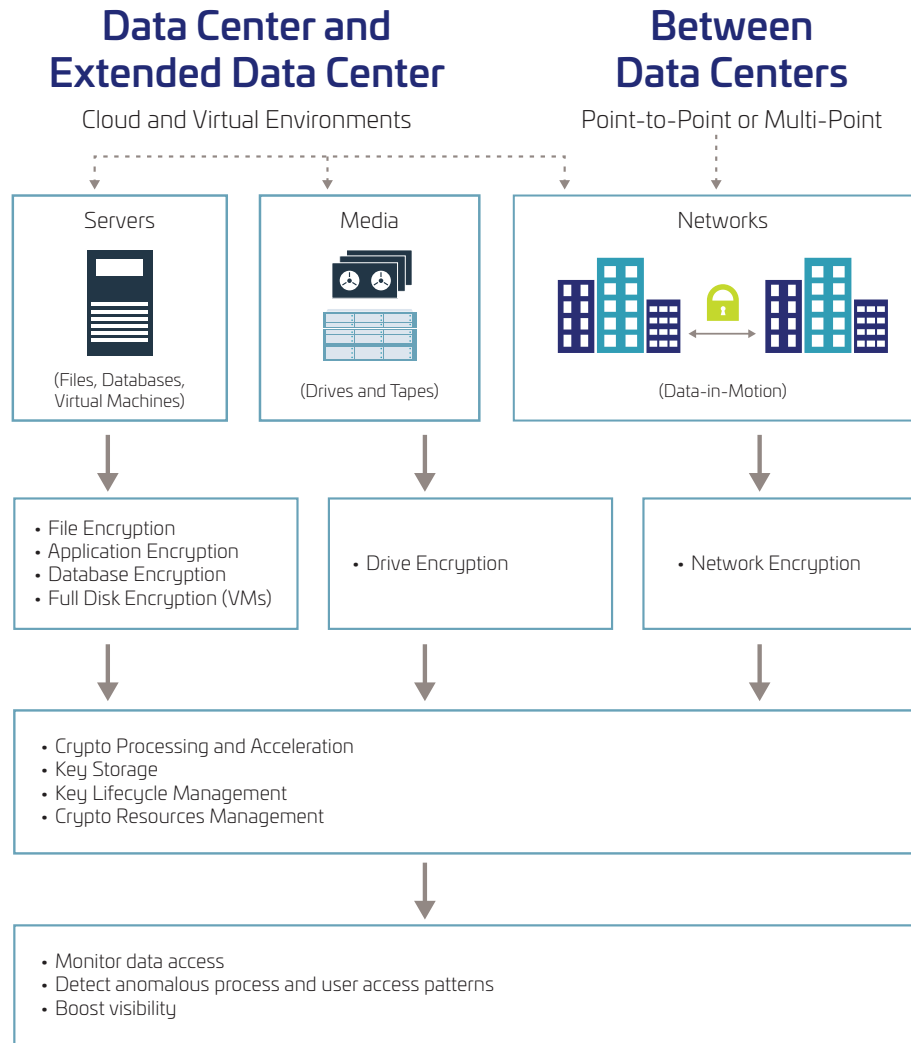 Data Center and
Extended Data Center
Cloud and Virtual Environments
Between
Data Centers
Point-to-Point or Multi-Point
Servers
(Files, Databases,
Virtual Machines)
Media
(Drives and Tapes)
Networks
(Data-in-Motion)
• File Encryption
• Application Encryption
• Database Encryption
• Full Disk Encryption (VMs)
• Drive Encryption
• Network Encryption
• Crypto Processing and Acceleration
• Key Storage
• Key Lifecycle Management
• Crypto Resources Management
• Monitor data access
• Detect anomalous process and user access patterns
• Boost visibility